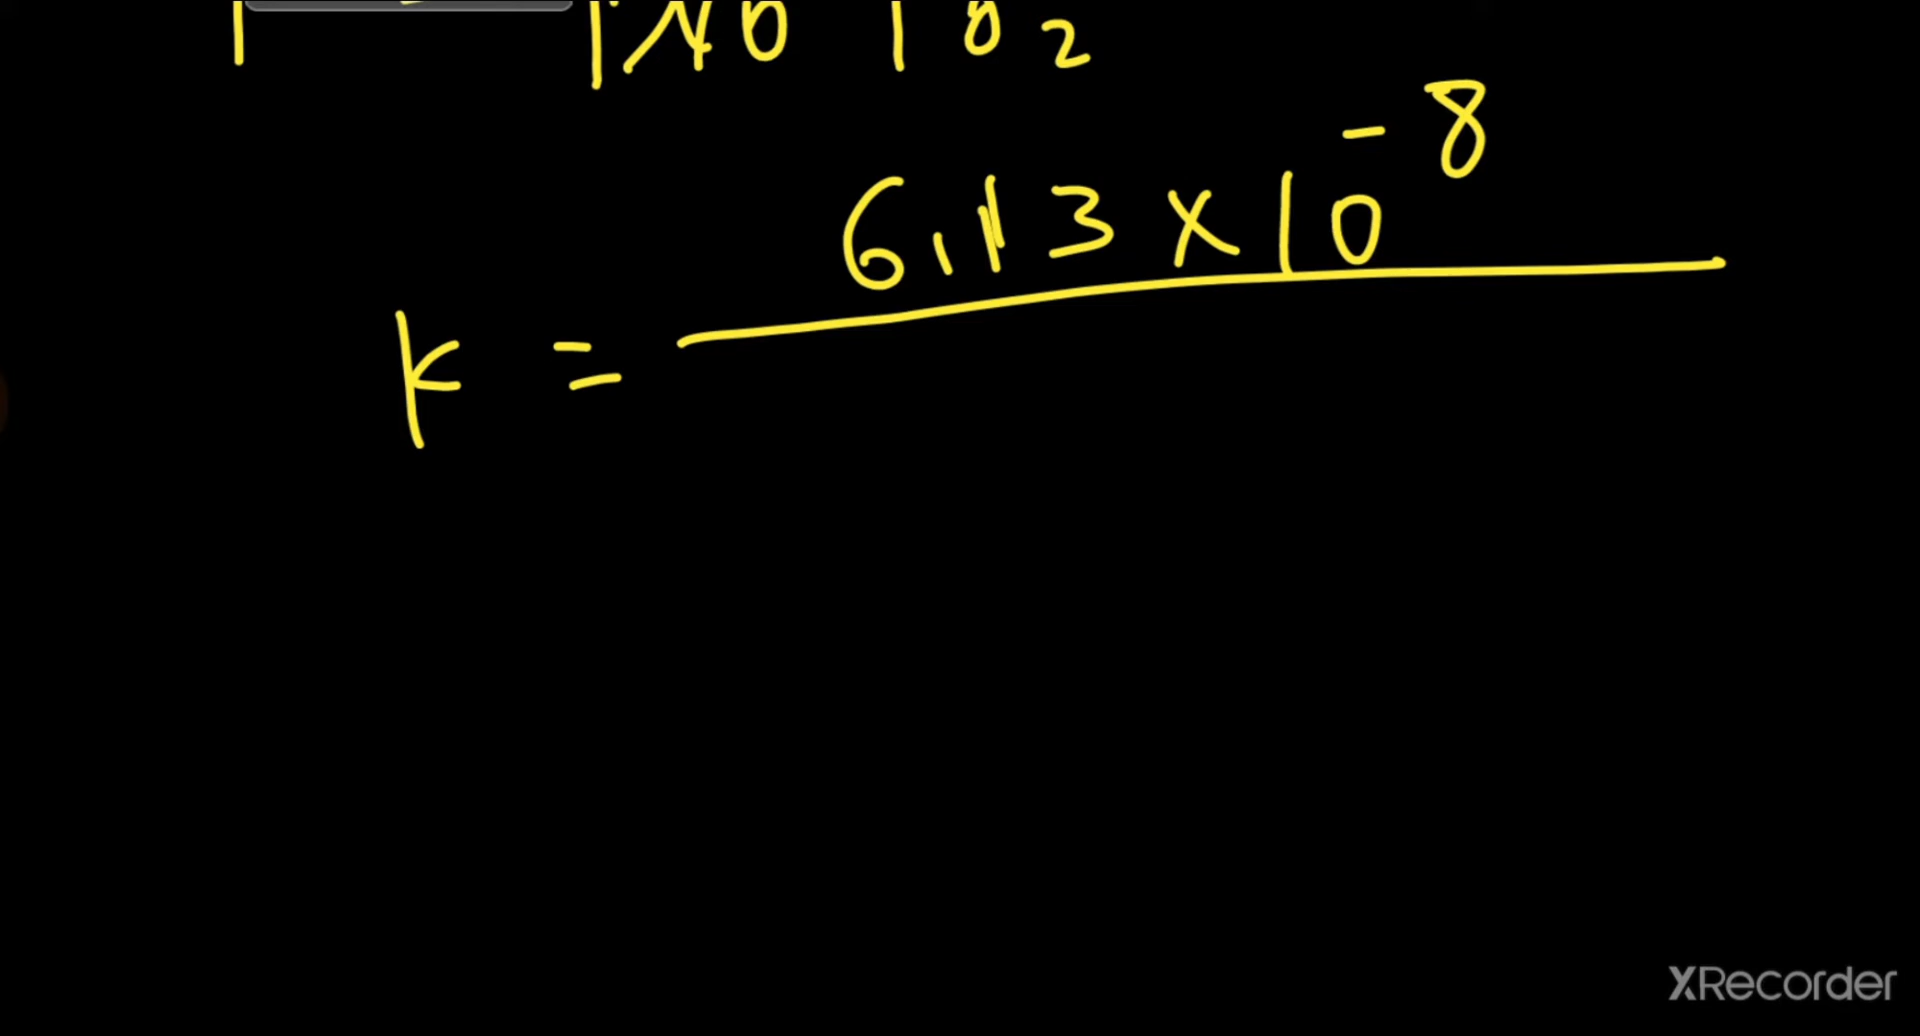 6,13 x 10^-8
k =
XRecorder